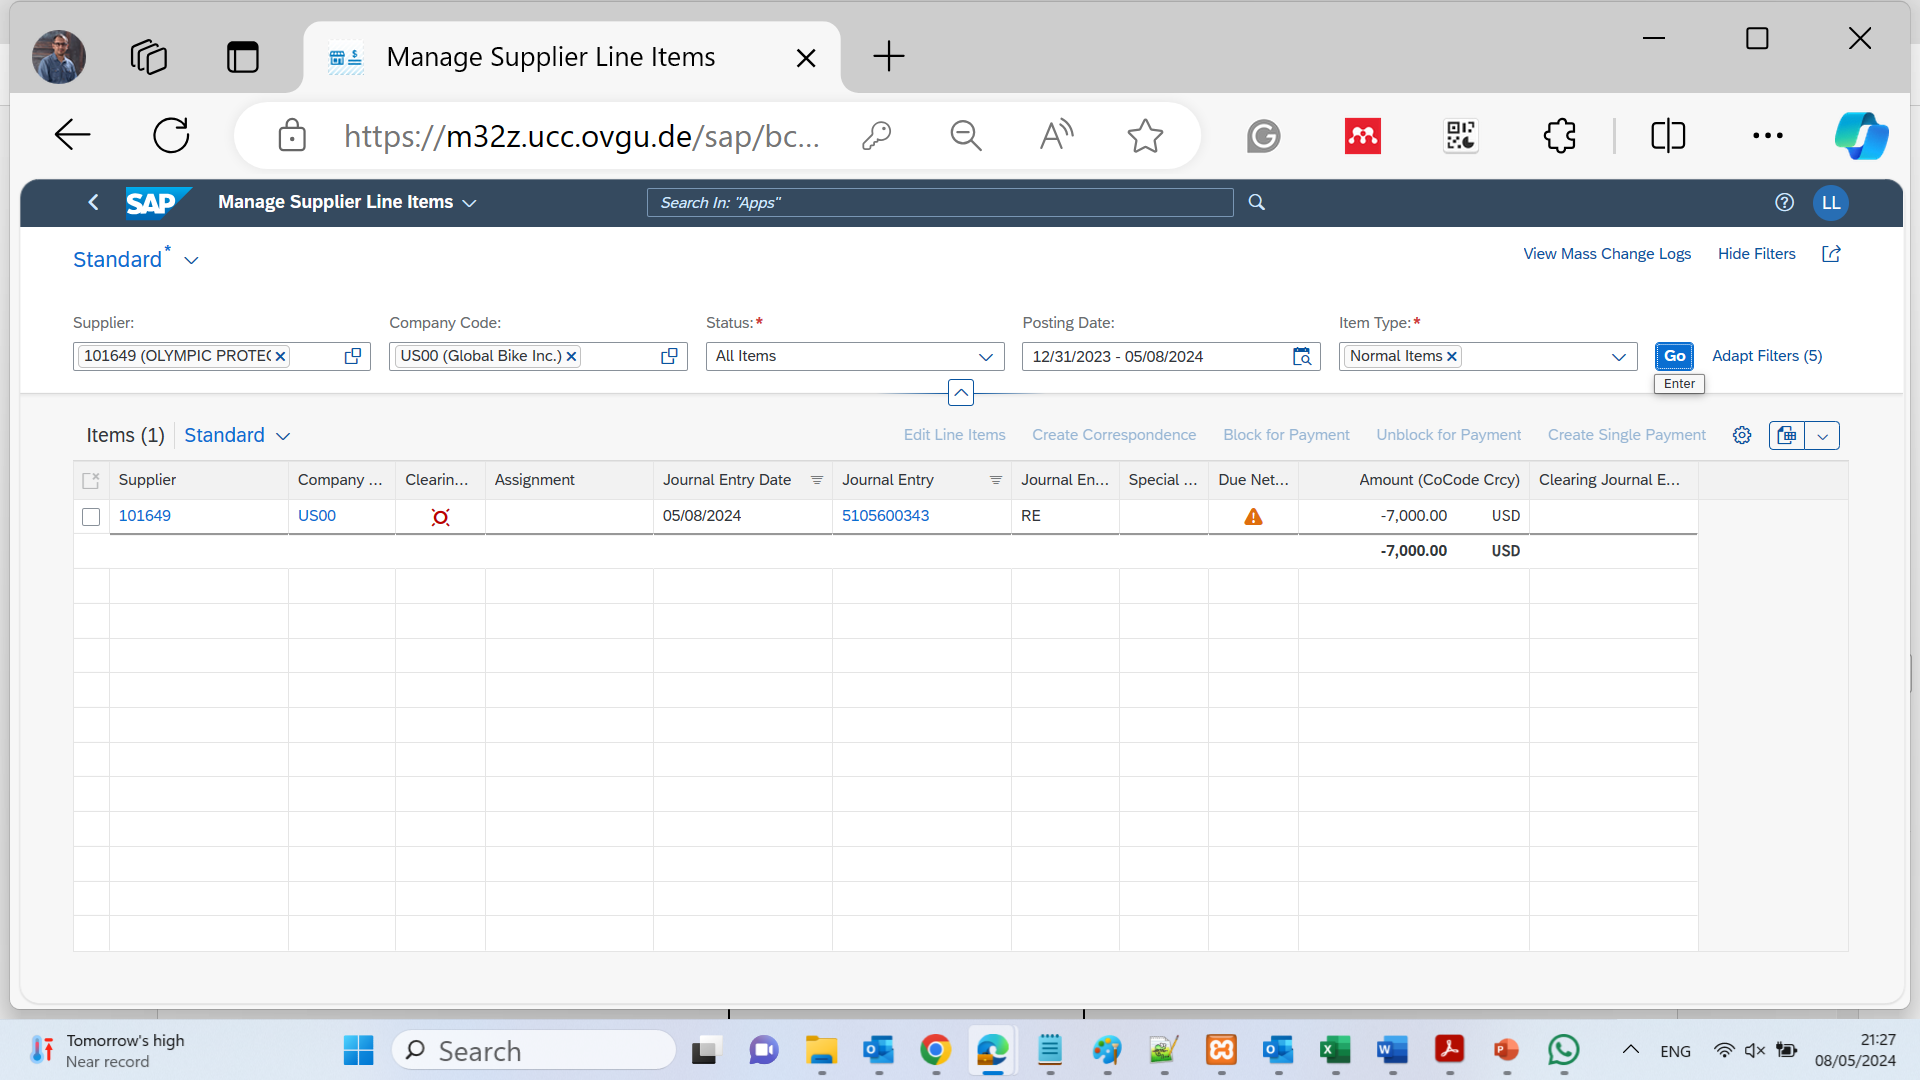 Manage Supplier Line Items
https://m32z.ucc.ovgu.de/sap/bc...
SAP Manage Supplier Line Items Search In: "Apps" LL
Standard*
View Mass Change Logs Hide Filters
Supplier: Company Code: Status:* Posting Date: Item Type:*
101649 (OLYMPIC PROTE US00 (Global Bike Inc.) All Items 12/31/2023 - 05/08/2024 Normal Items Go Adapt Filters (5)
Enter
Items (1) Standard Edit Line Items Create Correspondence Block for Payment Unblock for Payment Create Single Payment
Supplier Company ... Clearin... Assignment Journal Entry Date Journal Entry Journal En... Special ... Due Net... Amount (CoCode Crcy) Clearing Journal E...
101649 US00 05/08/2024 5105600343 RE -7,000.00 USD
-7,000.00 USD
Tomorrow's high
Near record
Search
ENG
21:27
08/05/2024